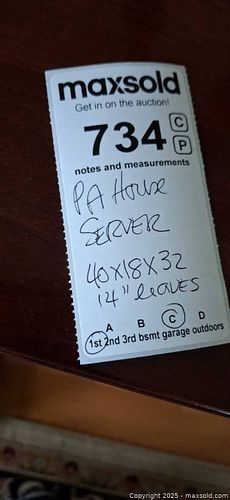 maxsold
Get in on the auction!
734 C
P
notes and measurements
PA House
SERVER
40x18x32
14" leaves
A B C D
1st 2nd 3rd bsmt garage outdoors
Copyright 2025 - maxsold.com